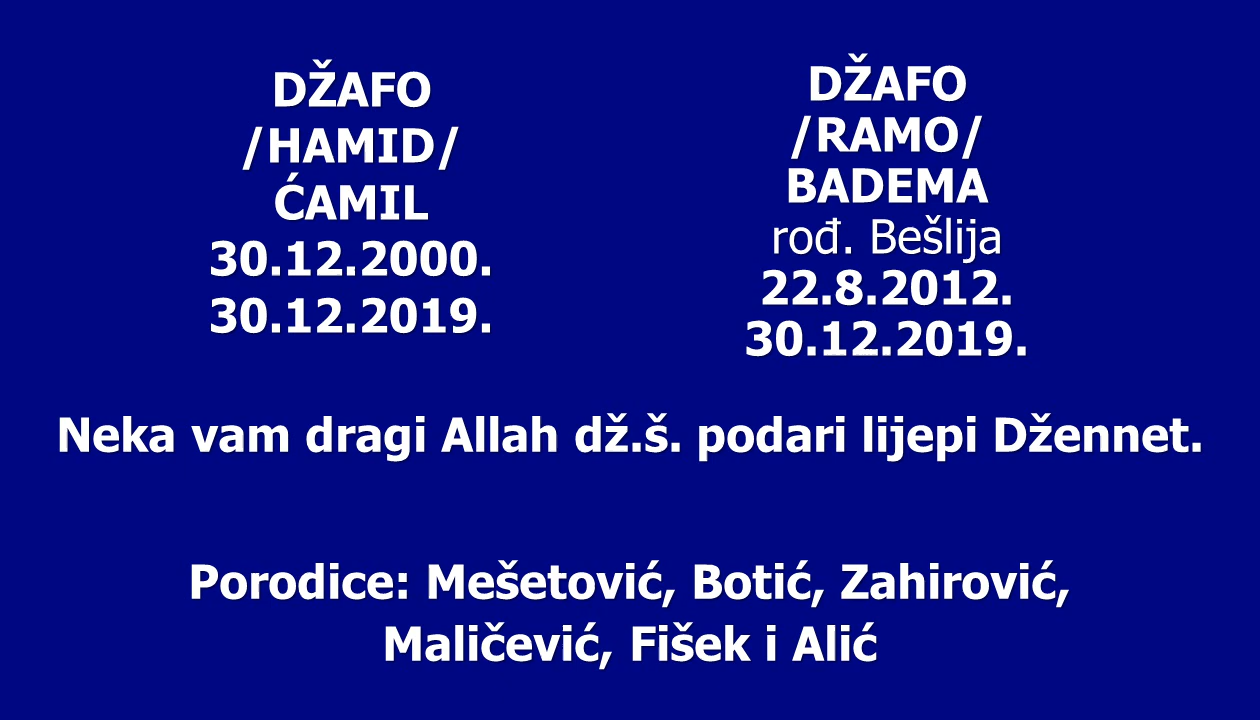 DŽAFO
/HAMID/
ĆAMIL
30.12.2000.
30.12.2019.
DŽAFO
/RAMO/
BADEMA
rođ. Bešlija
22.8.2012.
30.12.2019.
Neka vam dragi Allah dž.š. podari lijepi Džennet.
Porodice: Mešetović, Botić, Zahirović,
Maličević, Fišek i Alić